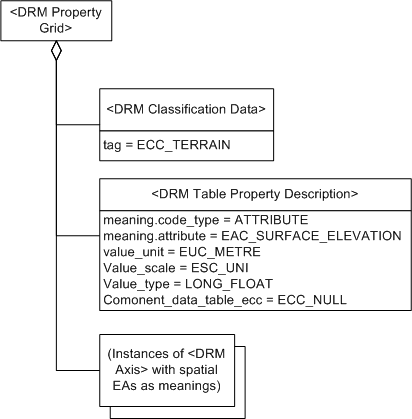 <DRM Property
Grid>
<DRM Classification Data>
tag = ECC_TERRAIN
<DRM Table Property Description>
meaning.code_type = ATTRIBUTE
meaning.attribute = EAC_SURFACE_ELEVATION
value_unit = EUC_METRE
Value_scale = ESC_UNI
Value_type = LONG_FLOAT
Comonent_data_table_ecc = ECC_NULL
(Instances of <DRM
Axis> with spatial
EAs as meanings)